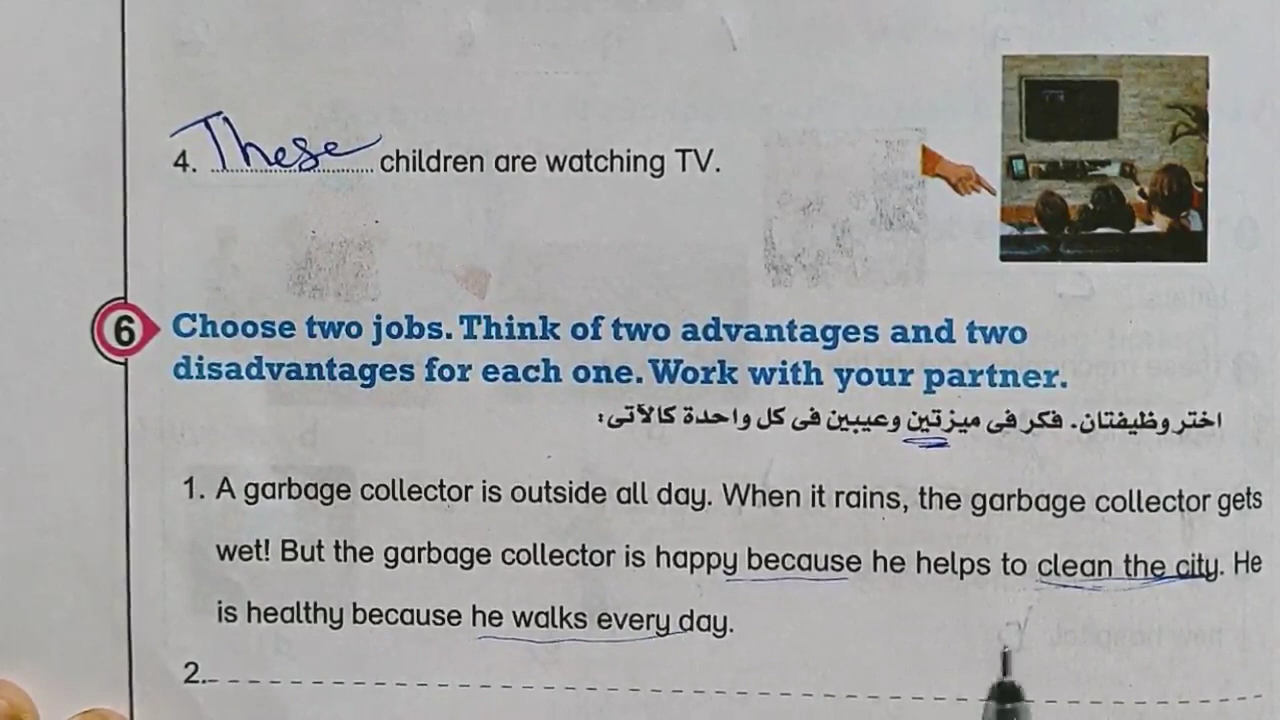 4. These children are watching TV.
6 Choose two jobs. Think of two advantages and two
disadvantages for each one. Work with your partner.
اختر وظيفتان. فكر فى ميزتين وعيبين فى كل واحدة كالآتى:
1. A garbage collector is outside all day. When it rains, the garbage collector gets
wet! But the garbage collector is happy because he helps to clean the city. He
is healthy because he walks every day.
2.